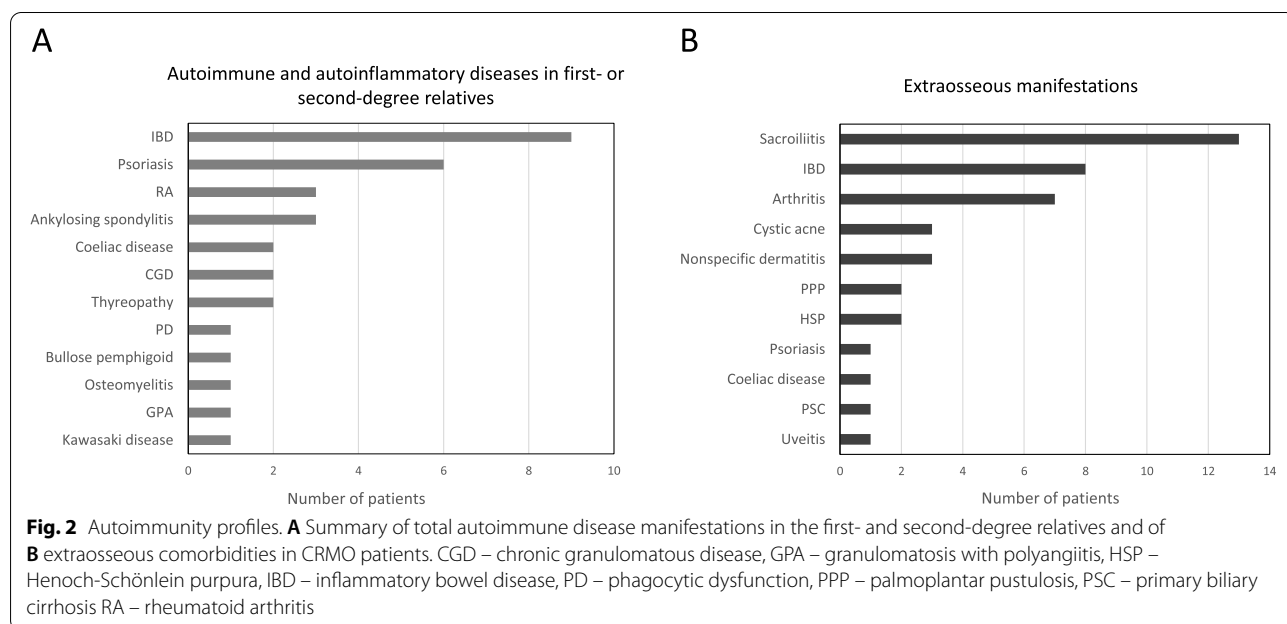 A
Autoimmune and autoinflammatory diseases in first- or
second-degree relatives
IBD
Psoriasis
RA
Ankylosing spondylitis
Coeliac disease
CGD
Thyreopathy
PD
Bullose pemphigoid
Osteomyelitis
GPA
Kawasaki disease
0 2 4 6 8 10
Number of patients
B
Extraosseous manifestations
Sacroiliitis
IBD
Arthritis
Cystic acne
Nonspecific dermatitis
PPP
HSP
Psoriasis
Coeliac disease
PSC
Uveitis
0 2 4 6 8 10 12 14
Number of patients
Fig. 2 Autoimmunity profiles. A Summary of total autoimmune disease manifestations in the first- and second-degree relatives and of
B extraosseous comorbidities in CRMO patients. CGD – chronic granulomatous disease, GPA – granulomatosis with polyangiitis, HSP –
Henoch-Schönlein purpura, IBD – inflammatory bowel disease, PD – phagocytic dysfunction, PPP – palmoplantar pustulosis, PSC – primary biliary
cirrhosis RA – rheumatoid arthritis